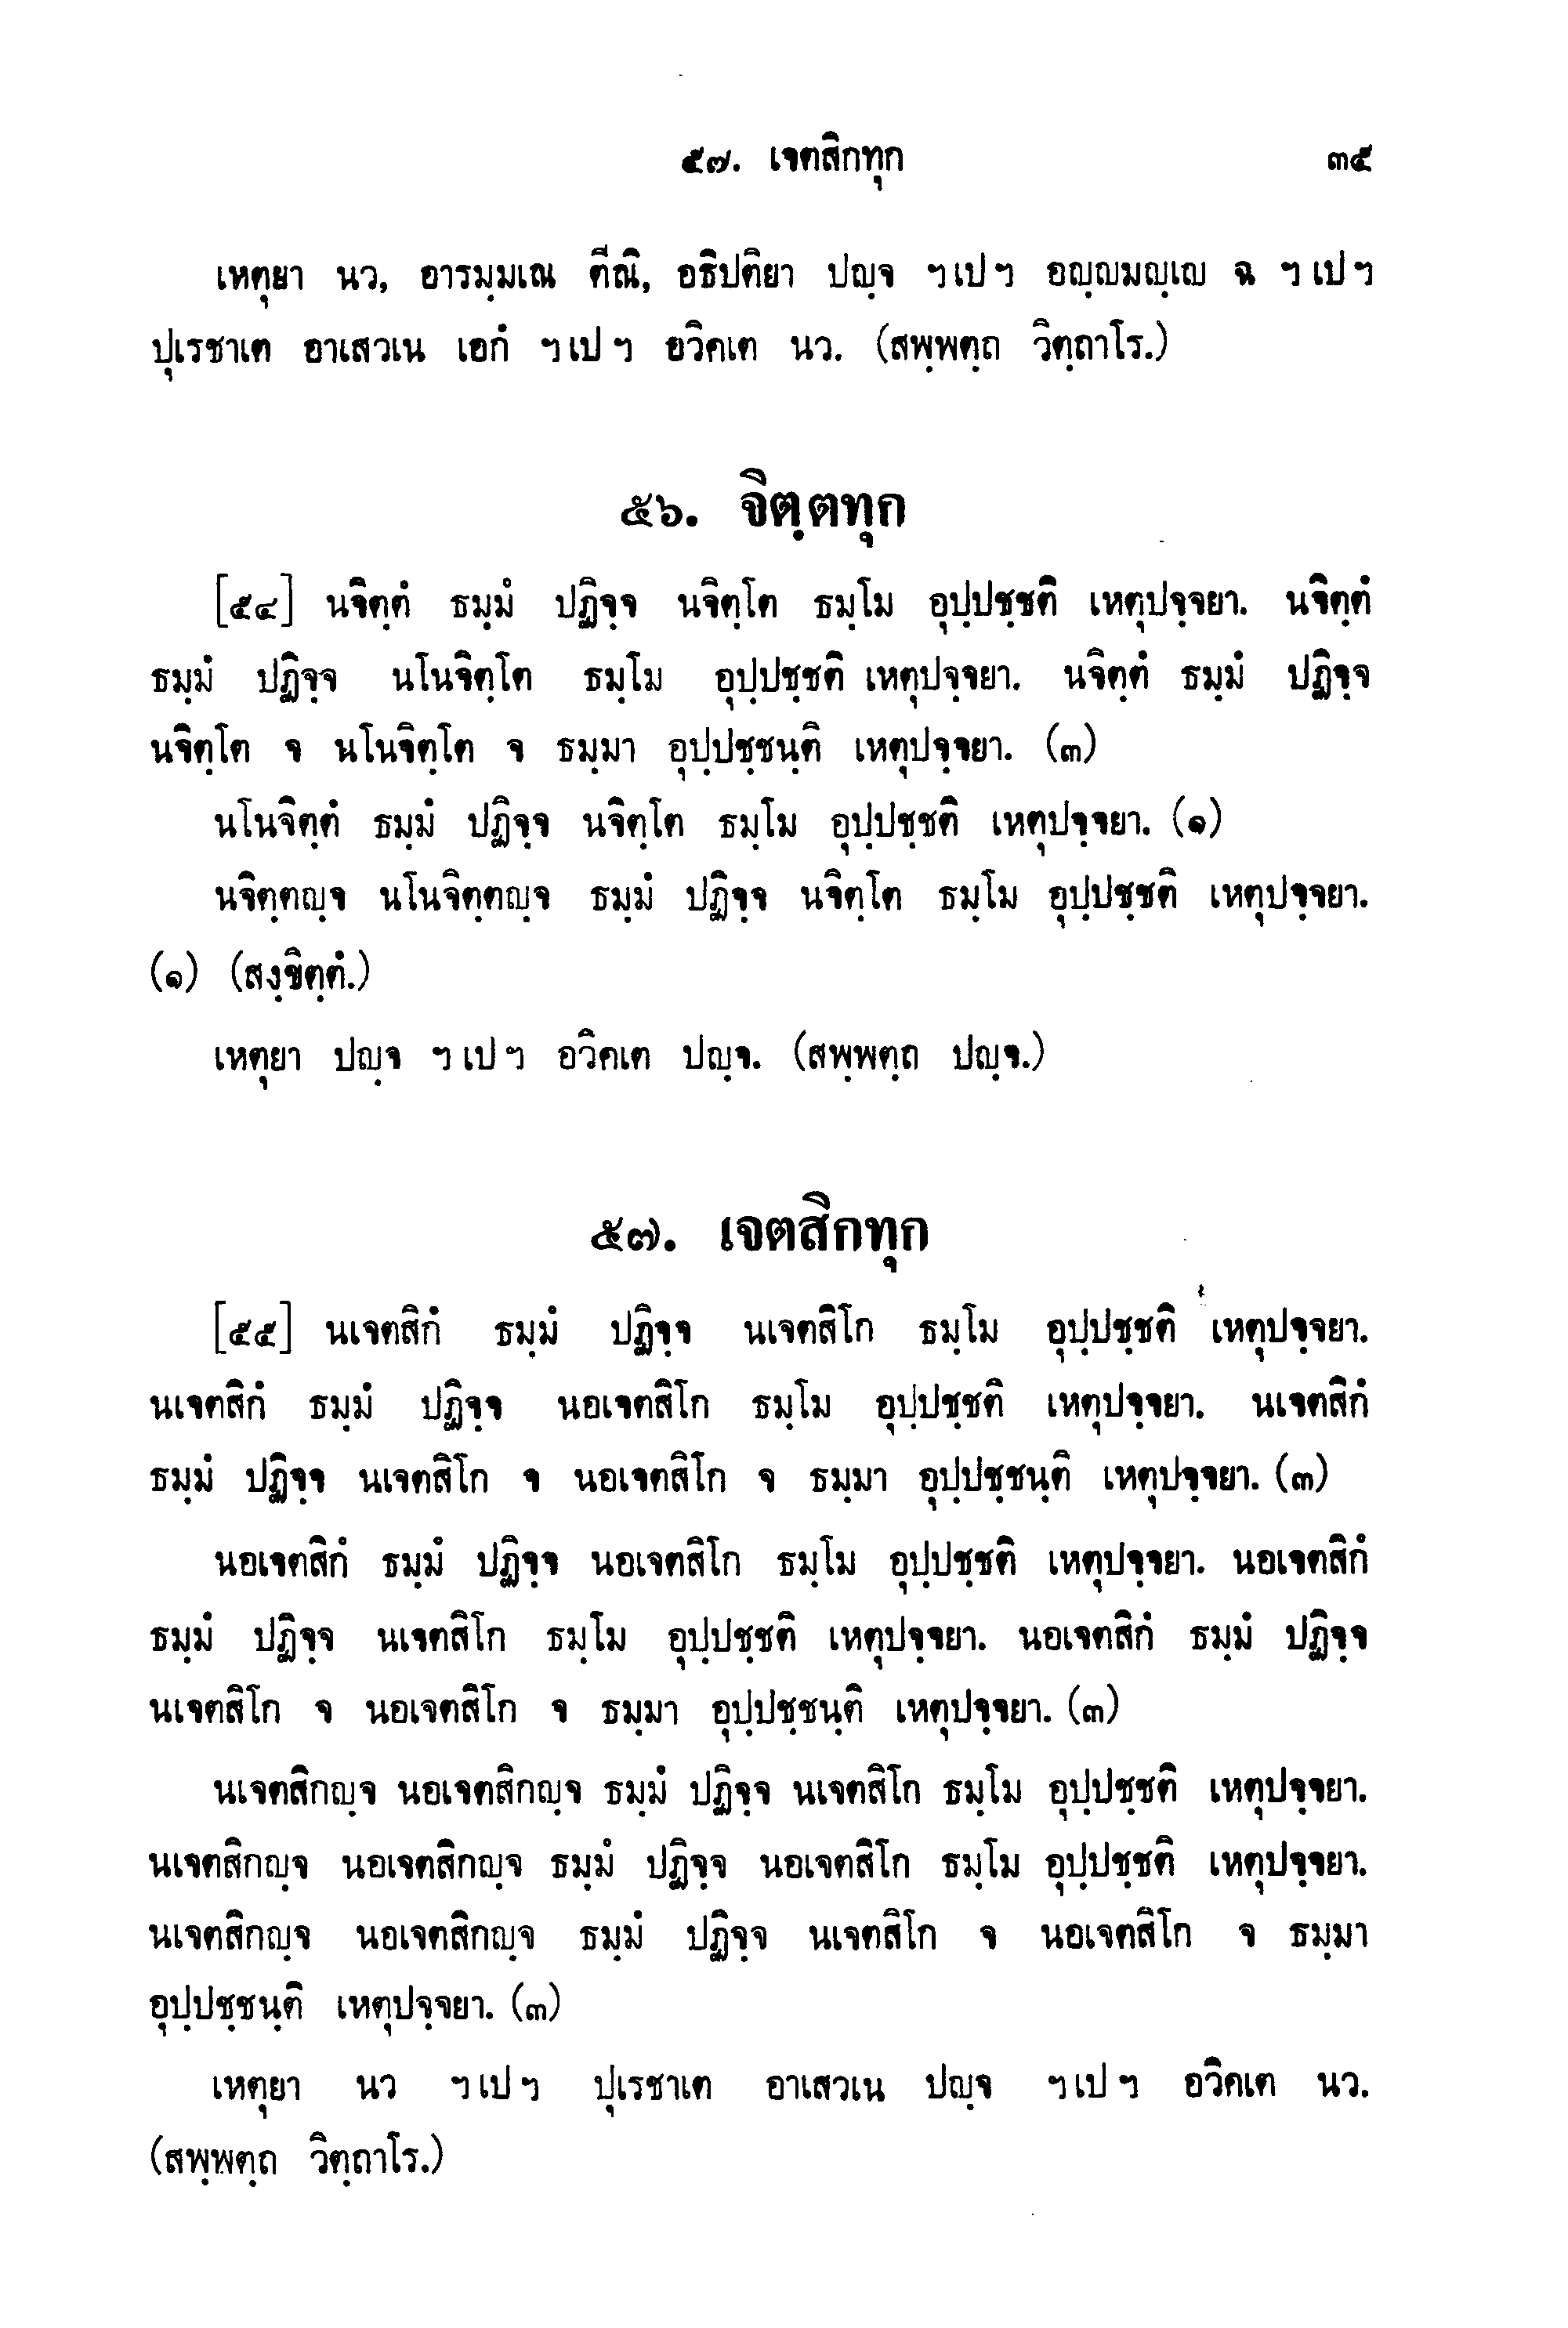 ๕๗. เจตสิกทุก ๓๕
เหตุยา นว, อารมฺมเณ ตีณิ, อธิปติยา ปญฺจ ฯ เป ฯ อญฺญมญฺเญ ฉ ฯ เป ฯ
ปุเรชาเต อาเสวเน เอกํ ฯ เป ฯ อวิคเต นว. (สพฺพตฺถ วิตฺถาโร.)
๕๖. จิตฺตทุก
[๕๔] นจิตฺตํ ธมฺมํ ปฏิจฺจ นจิตฺโต ธมฺโม อุปฺปชฺชติ เหตุปจฺจยา. นจิตฺตํ
ธมฺมํ ปฏิจฺจ นโนจิตฺโต ธมฺโม อุปฺปชฺชติ เหตุปจฺจยา. นจิตฺตํ ธมฺมํ ปฏิจฺจ
นจิตฺโต จ นโนจิตฺโต จ ธมฺมา อุปฺปชฺชนฺติ เหตุปจฺจยา. (๓)
นโนจิตฺตํ ธมฺมํ ปฏิจฺจ นจิตฺโต ธมฺโม อุปฺปชฺชติ เหตุปจฺจยา. (๑)
นจิตฺตญฺจ นโนจิตฺตญฺจ ธมฺมํ ปฏิจฺจ นจิตฺโต ธมฺโม อุปฺปชฺชติ เหตุปจฺจยา.
(๑) (สงฺขิตฺตํ.)
เหตุยา ปญฺจ ฯ เป ฯ อวิคเต ปญฺจ. (สพฺพตฺถ ปญฺจ.)
๕๗. เจตสิกทุก
[๕๕] นเจตสิกํ ธมฺมํ ปฏิจฺจ นเจตสิโก ธมฺโม อุปฺปชฺชติ เหตุปจฺจยา.
นเจตสิกํ ธมฺมํ ปฏิจฺจ นอเจตสิโก ธมฺโม อุปฺปชฺชติ เหตุปจฺจยา. นเจตสิกํ
ธมฺมํ ปฏิจฺจ นเจตสิโก จ นอเจตสิโก จ ธมฺมา อุปฺปชฺชนฺติ เหตุปจฺจยา. (๓)
นอเจตสิกํ ธมฺมํ ปฏิจฺจ นอเจตสิโก ธมฺโม อุปฺปชฺชติ เหตุปจฺจยา. นอเจตสิกํ
ธมฺมํ ปฏิจฺจ นเจตสิโก ธมฺโม อุปฺปชฺชติ เหตุปจฺจยา. นอเจตสิกํ ธมฺมํ ปฏิจฺจ
นเจตสิโก จ นอเจตสิโก จ ธมฺมา อุปฺปชฺชนฺติ เหตุปจฺจยา. (๓)
นเจตสิกญฺจ นอเจตสิกญฺจ ธมฺมํ ปฏิจฺจ นเจตสิโก ธมฺโม อุปฺปชฺชติ เหตุปจฺจยา.
นเจตสิกญฺจ นอเจตสิกญฺจ ธมฺมํ ปฏิจฺจ นอเจตสิโก ธมฺโม อุปฺปชฺชติ เหตุปจฺจยา.
นเจตสิกญฺจ นอเจตสิกญฺจ ธมฺมํ ปฏิจฺจ นเจตสิโก จ นอเจตสิโก จ ธมฺมา
อุปฺปชฺชนฺติ เหตุปจฺจยา. (๓)
เหตุยา นว ฯ เป ฯ ปุเรชาเต อาเสวเน ปญฺจ ฯ เป ฯ อวิคเต นว.
(สพฺพตฺถ วิตฺถาโร.)